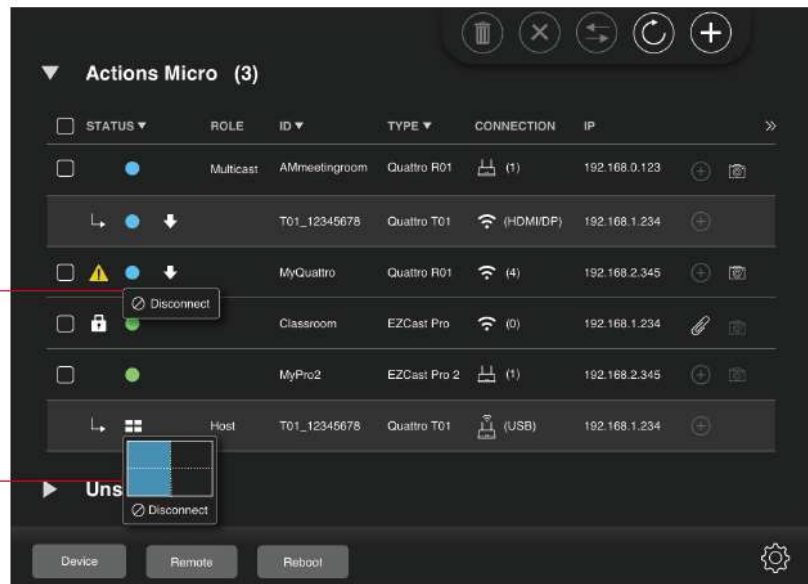 Actions Micro (3)
STATUS ROLE ID TYPE CONNECTION IP
Multicast AMmeetingroom Quattro R01 (1) 192.168.0.123
T01_12345678 Quattro T01 (HDMI/DP) 192.168.1.234
MyQuattro Quattro R01 (4) 192.168.2.345
Disconnect
Classroom EZCast Pro (0) 192.168.1.234
MyPro2 EZCast Pro 2 (1) 192.168.2.345
Host T01_12345678 Quattro T01 (USB) 192.168.1.234
Uns
Disconnect
Device Remote Reboot